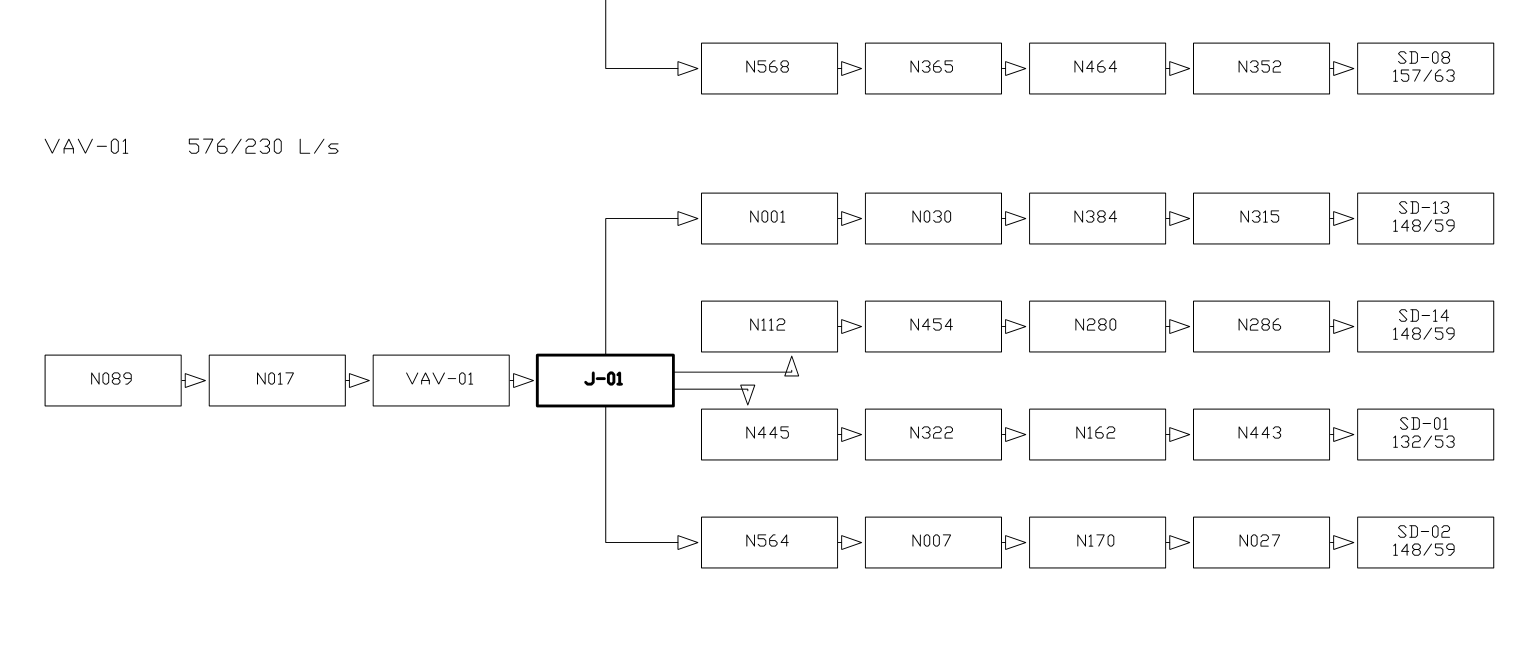 N568 N365 N464 N352 SD-08
157/63
VAV-01 576/230 L/s
N001 N030 N384 N315 SD-13
148/59
N112 N454 N280 N286 SD-14
148/59
N089 N017 VAV-01 J-01
N445 N322 N162 N443 SD-01
132/53
N564 N007 N170 N027 SD-02
148/59